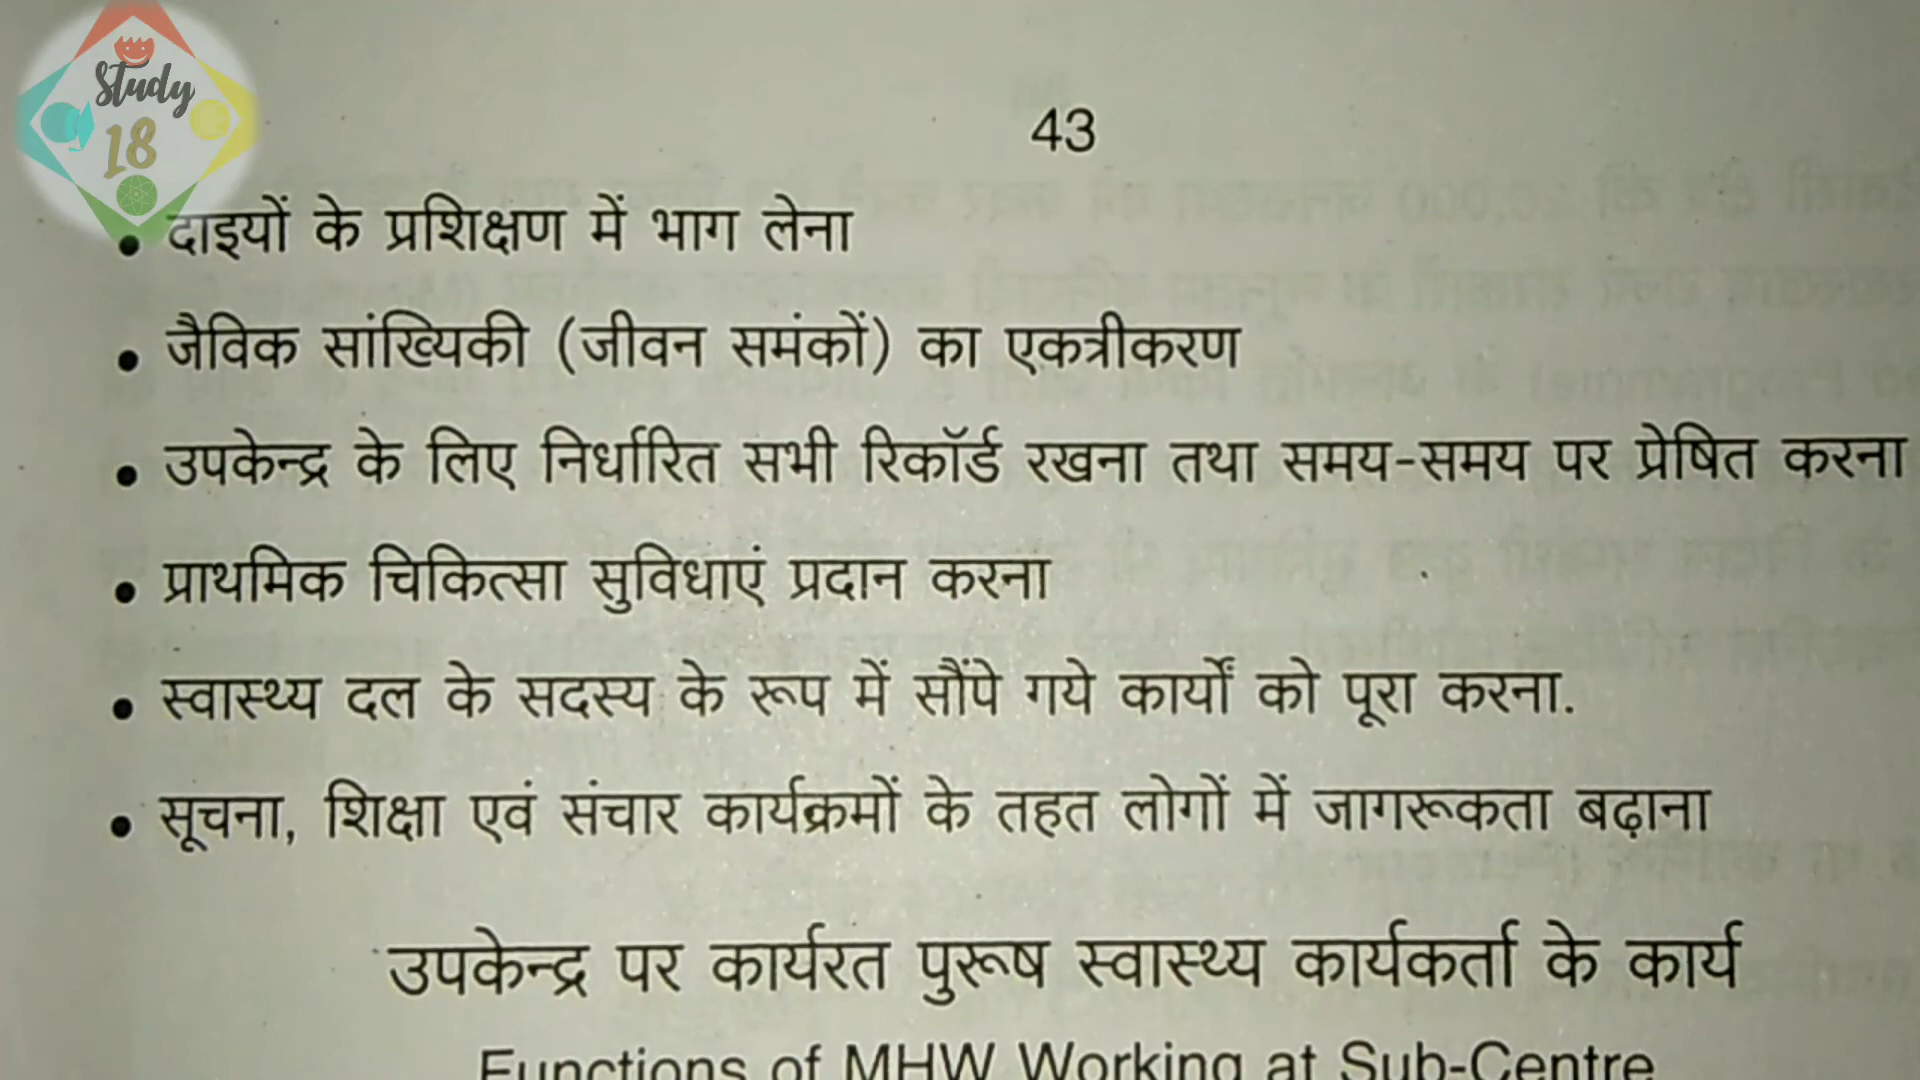 Study
18
43
• दाइयों के प्रशिक्षण में भाग लेना
• जैविक सांख्यिकी (जीवन समंकों) का एकत्रीकरण
• उपकेन्द्र के लिए निर्धारित सभी रिकॉर्ड रखना तथा समय-समय पर प्रेषित करना
• प्राथमिक चिकित्सा सुविधाएं प्रदान करना
• स्वास्थ्य दल के सदस्य के रूप में सौंपे गये कार्यों को पूरा करना.
• सूचना, शिक्षा एवं संचार कार्यक्रमों के तहत लोगों में जागरूकता बढ़ाना
उपकेन्द्र पर कार्यरत पुरूष स्वास्थ्य कार्यकर्ता के कार्य
Functions of MHW Working at Sub-Centre